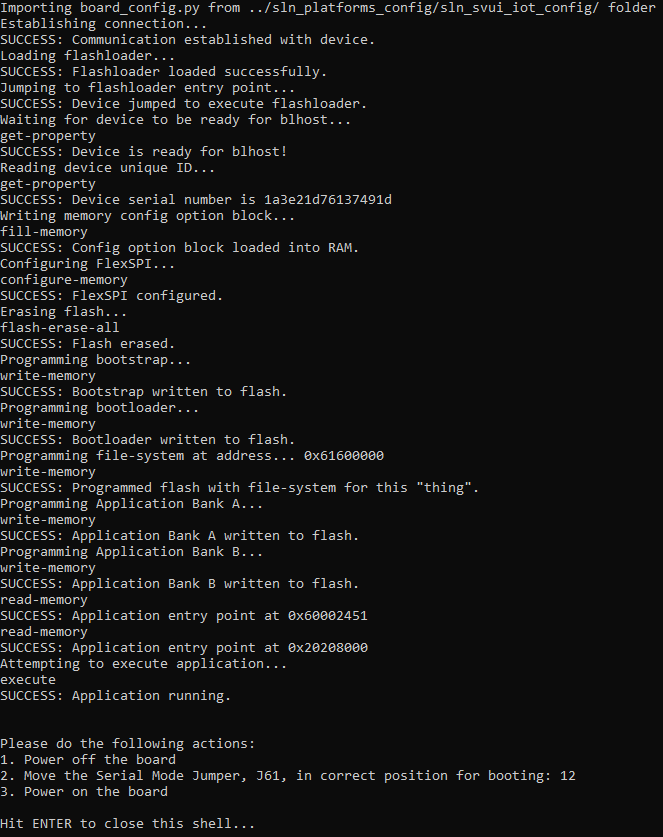 Importing board_config.py from ../sln_platforms_config/sln_svui_iot_config/ folder
Establishing connection...
SUCCESS: Communication established with device.
Loading flashloader...
SUCCESS: Flashloader loaded successfully.
Jumping to flashloader entry point...
SUCCESS: Device jumped to execute flashloader.
Waiting for device to be ready for blhost...
get-property
SUCCESS: Device is ready for blhost!
Reading device unique ID...
get-property
SUCCESS: Device serial number is 1a3e21d76137491d
Writing memory config option block...
fill-memory
SUCCESS: Config option block loaded into RAM.
Configuring FlexSPI...
configure-memory
SUCCESS: FlexSPI configured.
Erasing flash...
flash-erase-all
SUCCESS: Flash erased.
Programming bootstrap...
write-memory
SUCCESS: Bootstrap written to flash.
Programming bootloader...
write-memory
SUCCESS: Bootloader written to flash.
Programming file-system at address... 0x61600000
write-memory
SUCCESS: Programmed flash with file-system for this "thing".
Programming Application Bank A...
write-memory
SUCCESS: Application Bank A written to flash.
Programming Application Bank B...
write-memory
SUCCESS: Application Bank B written to flash.
read-memory
SUCCESS: Application entry point at 0x60002451
read-memory
SUCCESS: Application entry point at 0x20208000
Attempting to execute application...
execute
SUCCESS: Application running.
Please do the following actions:
1. Power off the board
2. Move the Serial Mode Jumper, J61, in correct position for booting: 12
3. Power on the board
Hit ENTER to close this shell...